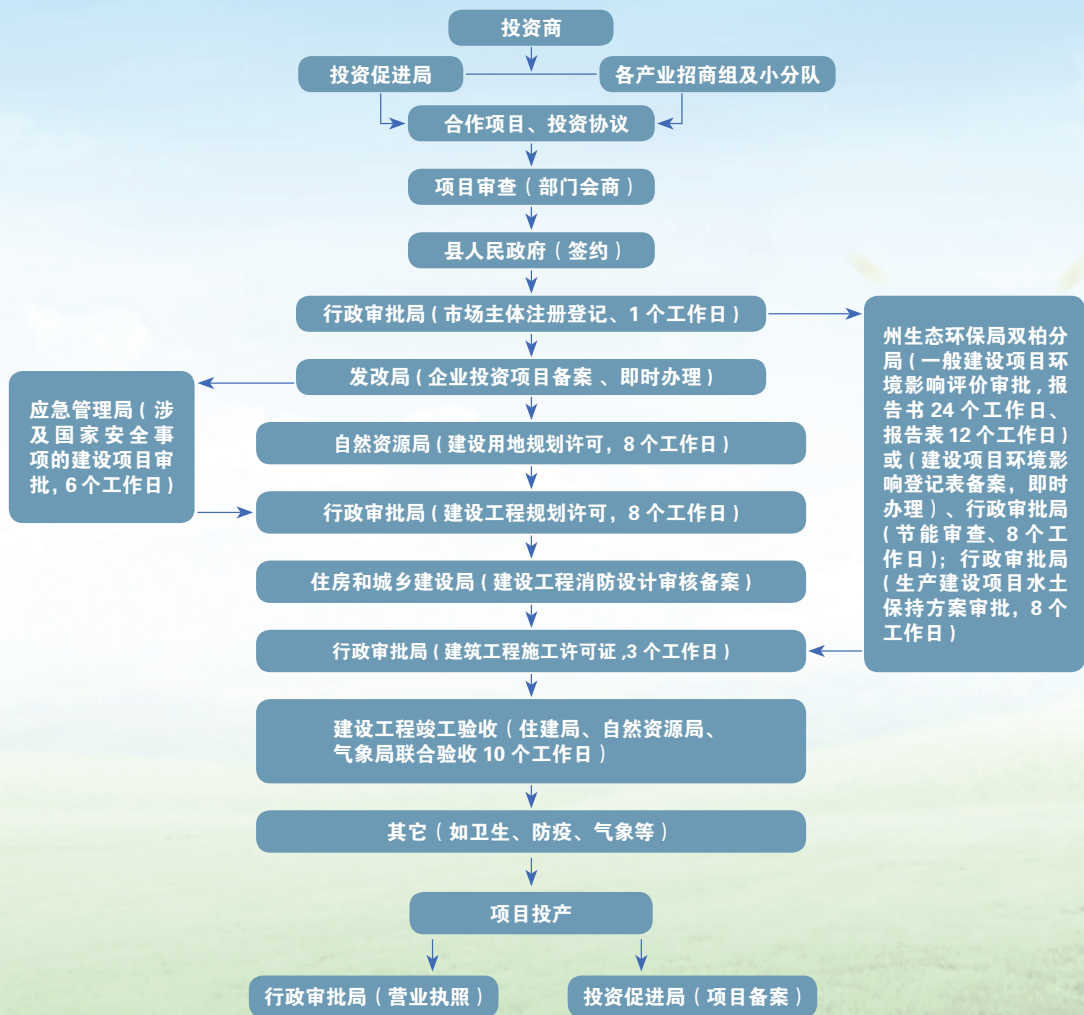 投资商
投资促进局
各产业招商组及小分队
合作项目、投资协议
项目审查（部门会商）
县人民政府（签约）
行政审批局（市场主体注册登记、1 个工作日）
发改局（企业投资项目备案 、即时办理）
应急管理局（涉
及国家安全事
项的建设项目审
批, 6 个工作日）
州生态环保局双柏分
局（一般建设项目环
境影响评价审批 , 报
告书 24 个工作日、
报告表 12 个工作日）
或（建设项目环境影
响登记表备案，即时
办理）、行政审批局
（节能审查、8 个工
作日）；行政审批局
（生产建设项目水土
保持方案审批，8 个
工作日）
自然资源局（建设用地规划许可，8 个工作日）
行政审批局（建设工程规划许可，8 个工作日）
住房和城乡建设局（建设工程消防设计审核备案）
行政审批局（建筑工程施工许可证 ,3 个工作日）
建设工程竣工验收（住建局、自然资源局、
气象局联合验收 10 个工作日）
其它（如卫生、防疫、气象等）
项目投产
行政审批局（营业执照）
投资促进局（项目备案）